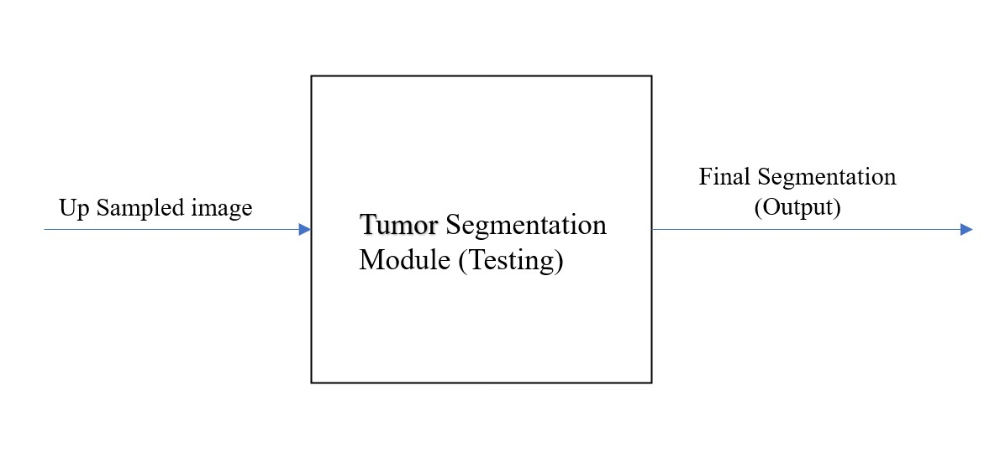 Up Sampled image
Tumor Segmentation
Module (Testing)
Final Segmentation
(Output)